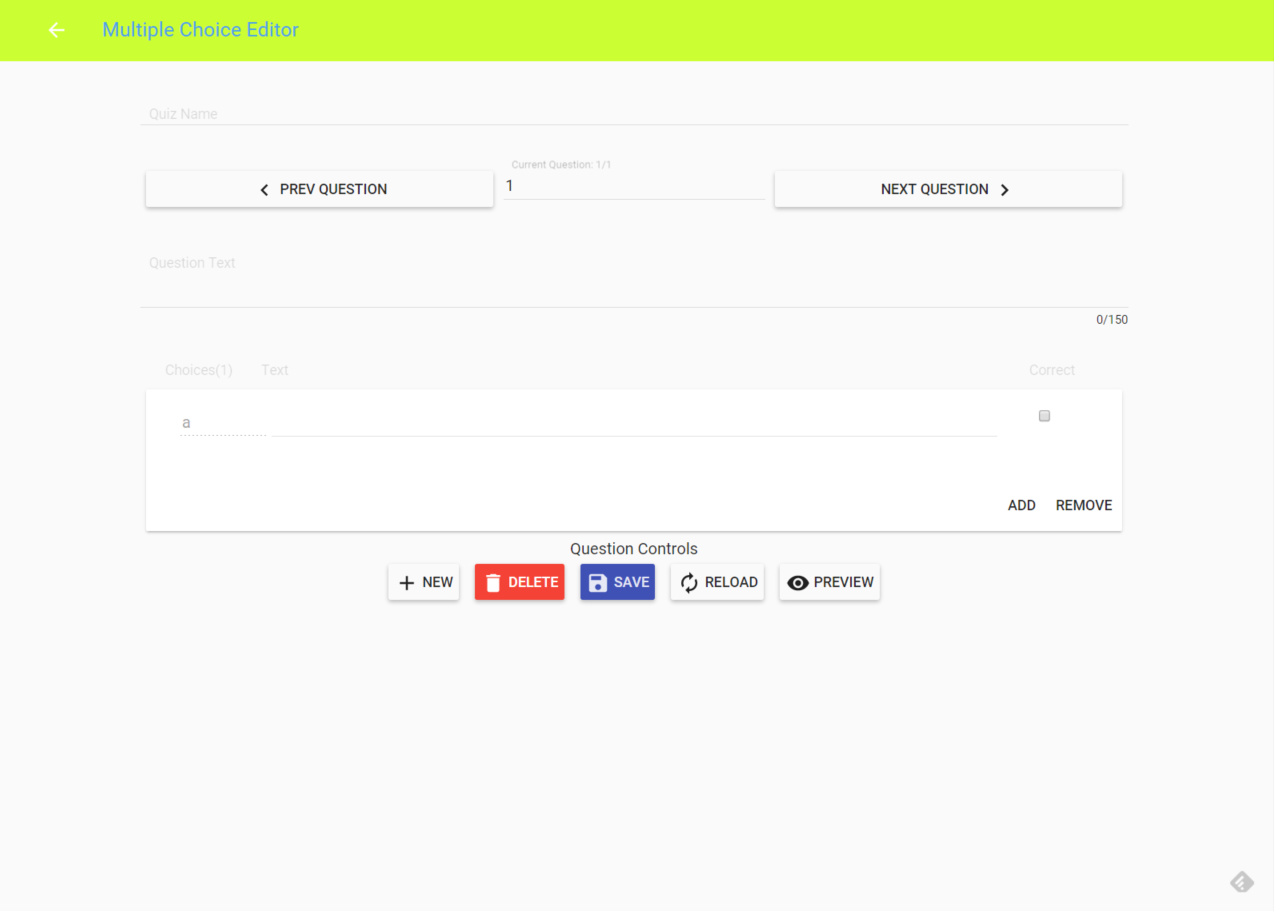 Multiple Choice Editor
Quiz Name
Current Question: 1/1
PREV QUESTION
1
NEXT QUESTION
Question Text
0/150
Choices(1) Text Correct
a
ADD REMOVE
Question Controls
NEW DELETE SAVE RELOAD PREVIEW